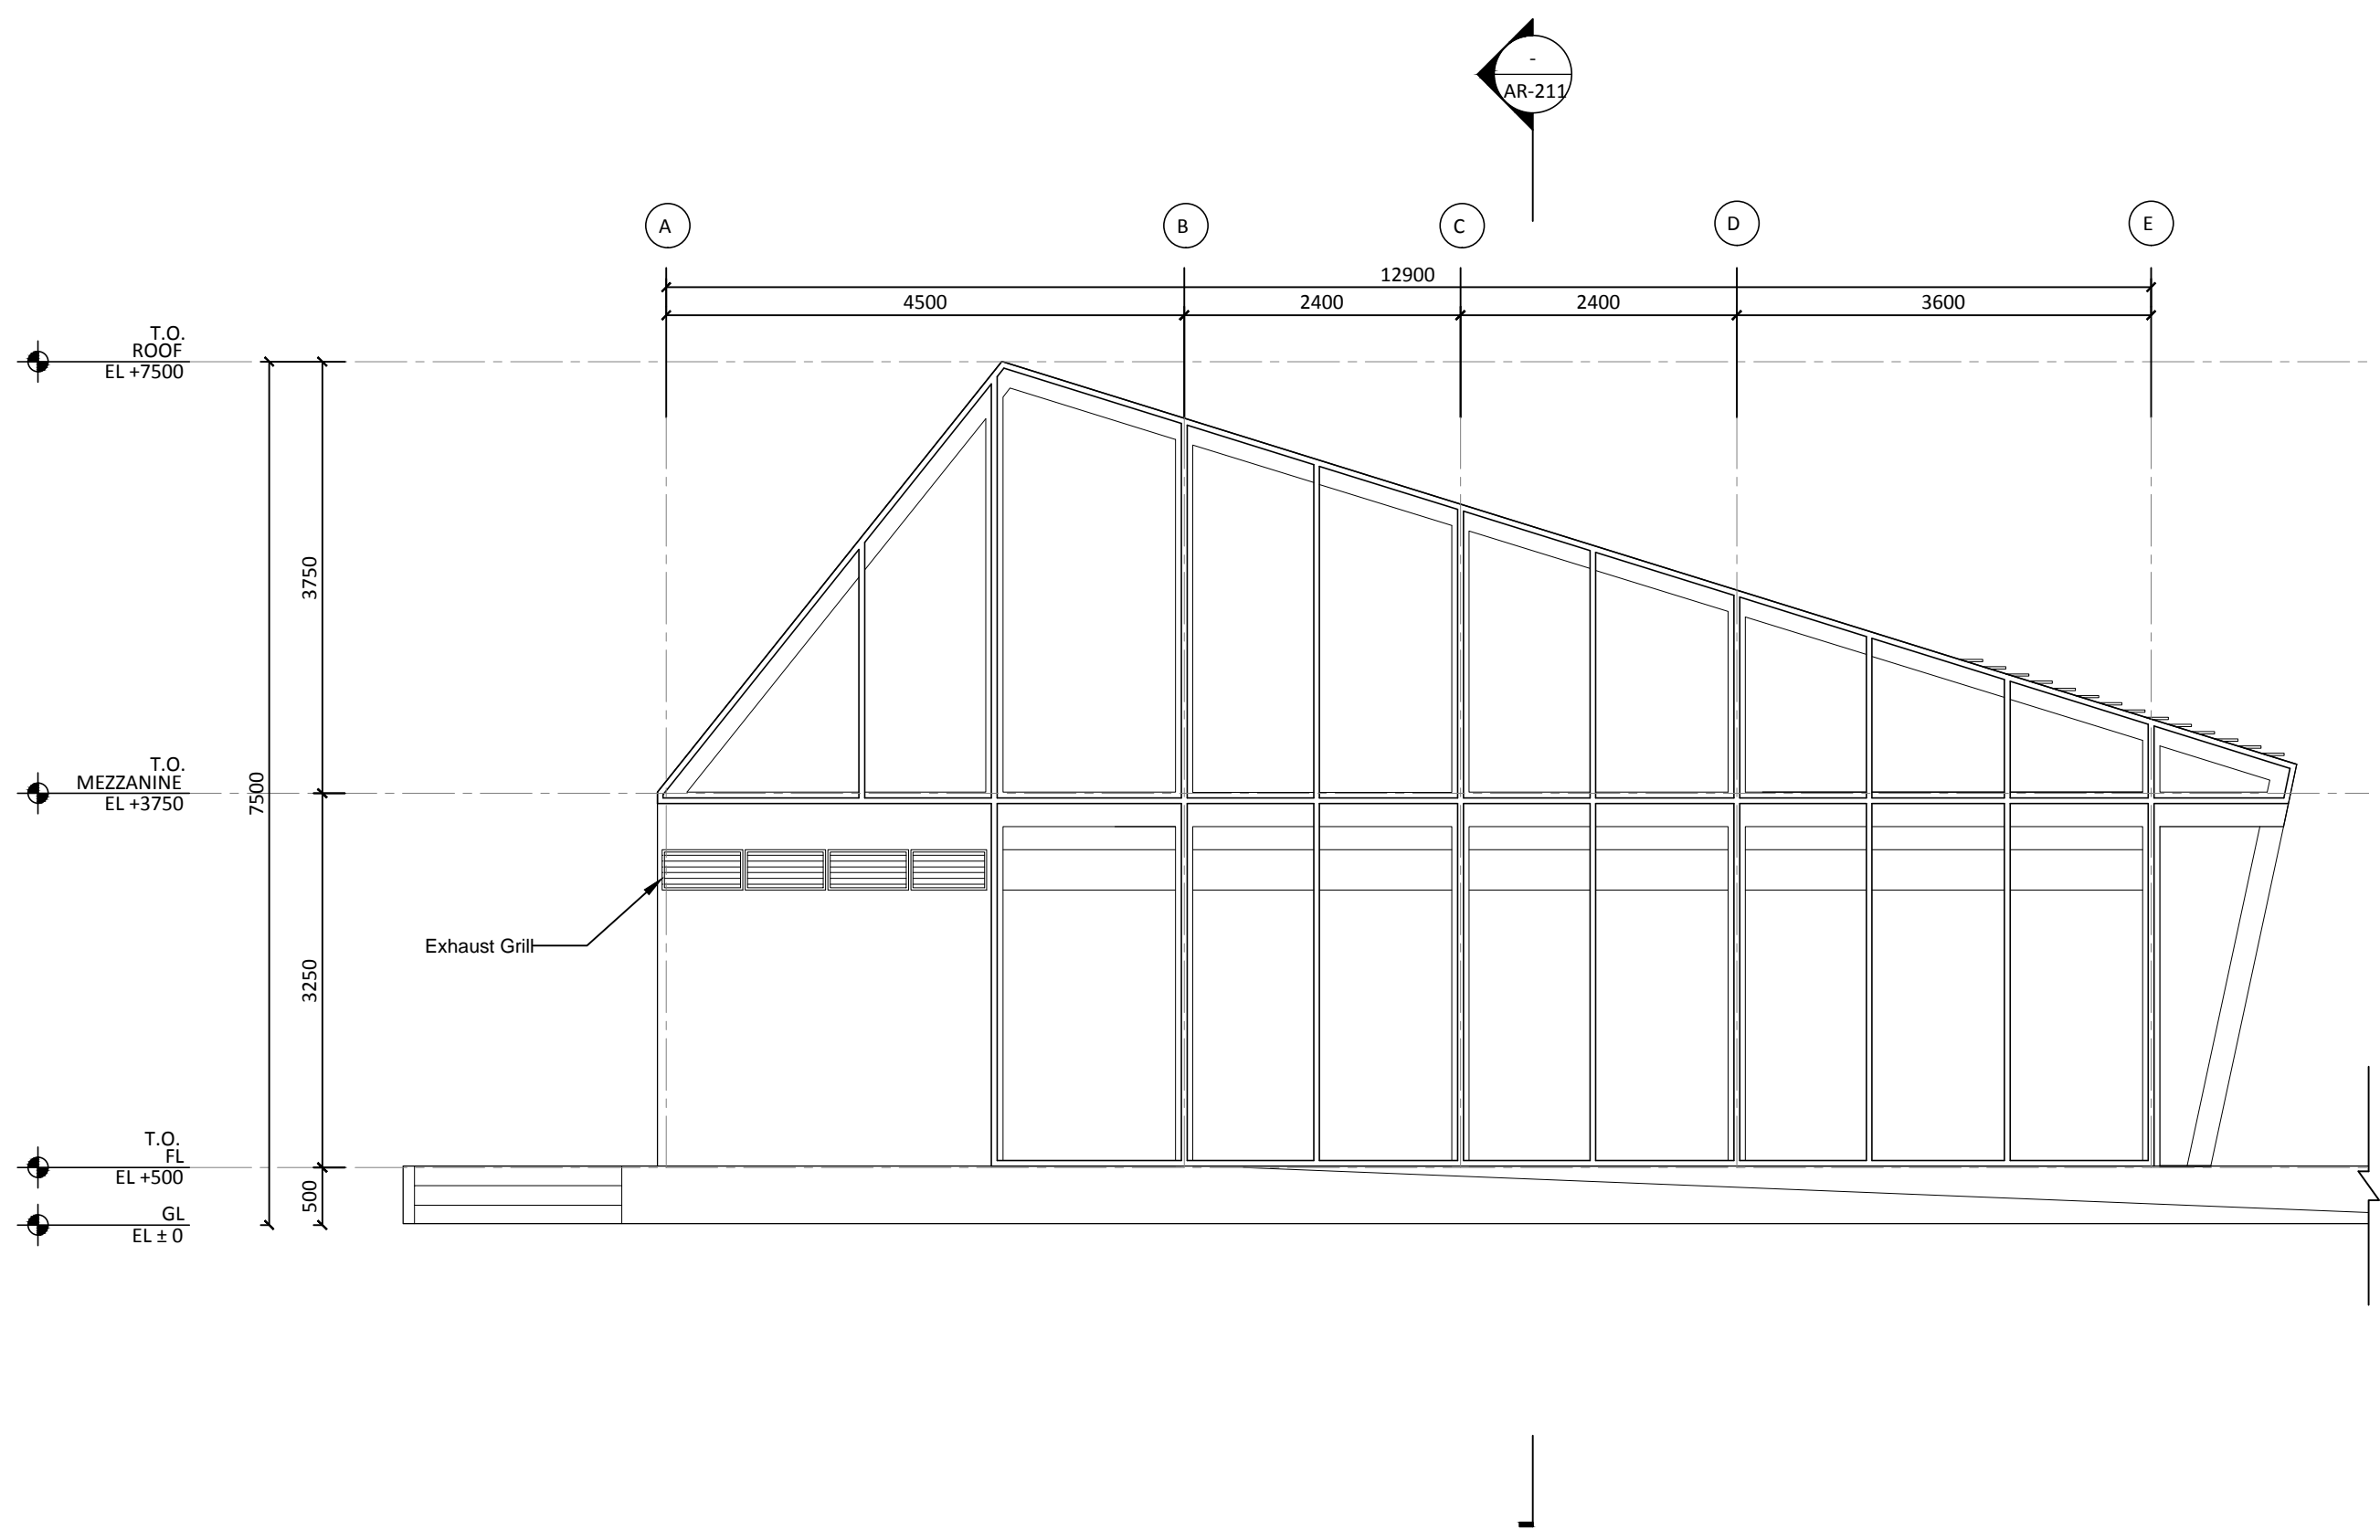 -
AR-211
A
B
C
D
E
12900
4500
2400
2400
3600
T.O.
ROOF
EL +7500
3750
T.O.
MEZZANINE
EL +3750
7500
Exhaust Grill
3250
T.O.
FL
EL +500
500
GL
EL ± 0